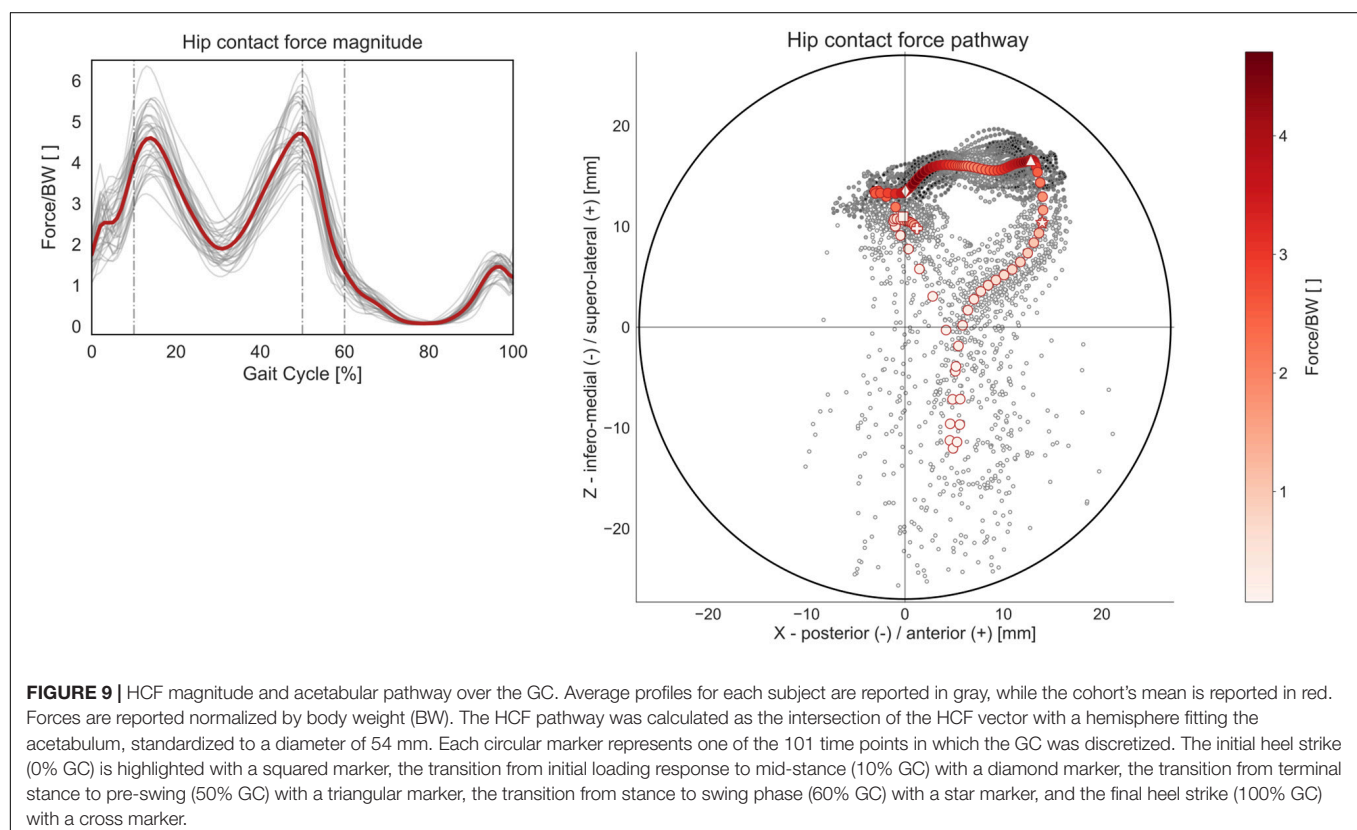 Hip contact force magnitude
6
5
4
3
2
1
0
Force/BW [ ]
0 20 40 60 80 100
Gait Cycle [%]
Hip contact force pathway
20
10
0
−10
−20
Z - infero-medial (-) / supero-lateral (+) [mm]
−20 −10 0 10 20
X - posterior (-) / anterior (+) [mm]
4
3
2
1
Force/BW [ ]
FIGURE 9 | HCF magnitude and acetabular pathway over the GC. Average profiles for each subject are reported in gray, while the cohort's mean is reported in red.
Forces are reported normalized by body weight (BW). The HCF pathway was calculated as the intersection of the HCF vector with a hemisphere fitting the
acetabulum, standardized to a diameter of 54 mm. Each circular marker represents one of the 101 time points in which the GC was discretized. The initial heel strike
(0% GC) is highlighted with a squared marker, the transition from initial loading response to mid-stance (10% GC) with a diamond marker, the transition from terminal
stance to pre-swing (50% GC) with a triangular marker, the transition from stance to swing phase (60% GC) with a star marker, and the final heel strike (100% GC)
with a cross marker.